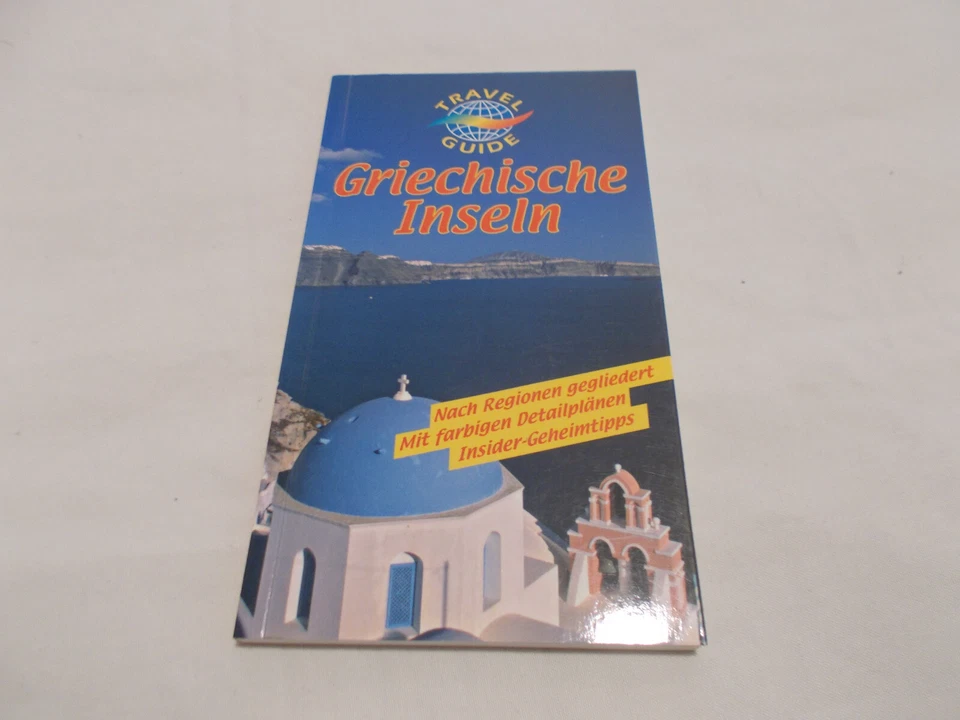 TRAVEL
GUIDE
Griechische
Inseln
Nach Regionen gegliedert
Mit farbigen Detailplänen
Insider-Geheimtipps